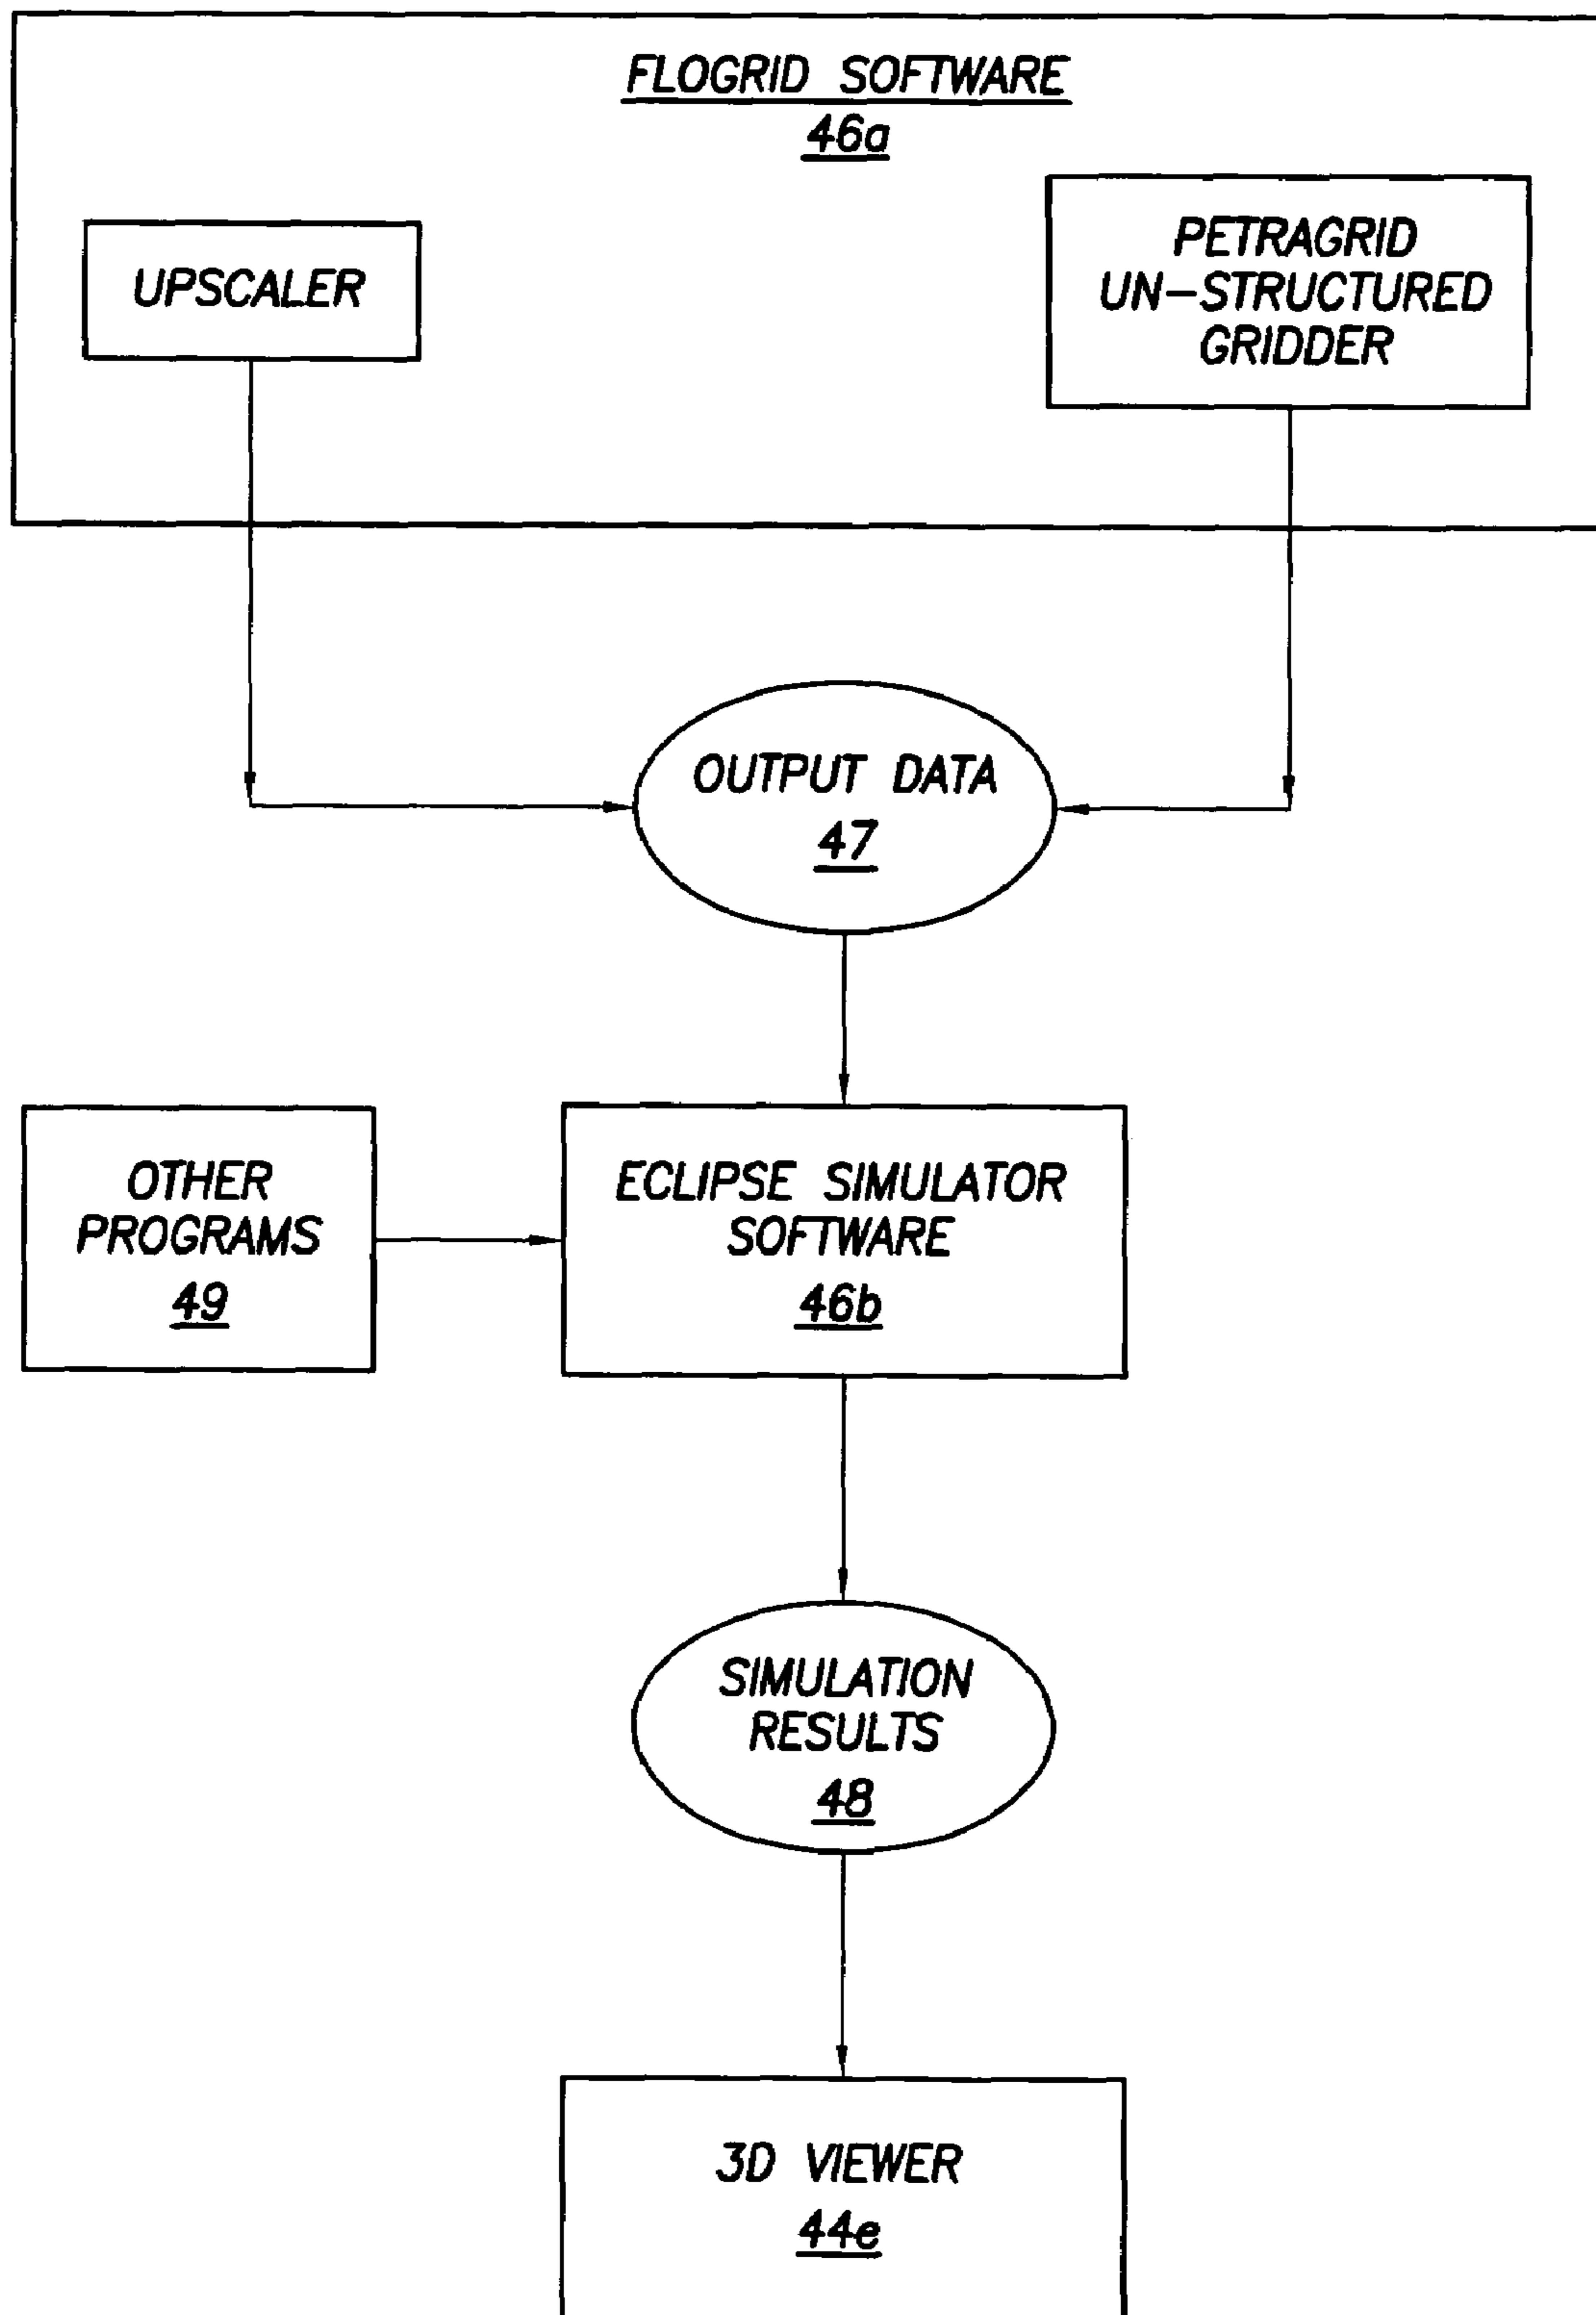 FLOGRID SOFTWARE
46a
UPSCALER
PETRAGRID
UN-STRUCTURED
GRIDDER
OUTPUT DATA
47
OTHER
PROGRAMS
49
ECLIPSE SIMULATOR
SOFTWARE
46b
SIMULATION
RESULTS
48
3D VIEWER
44e